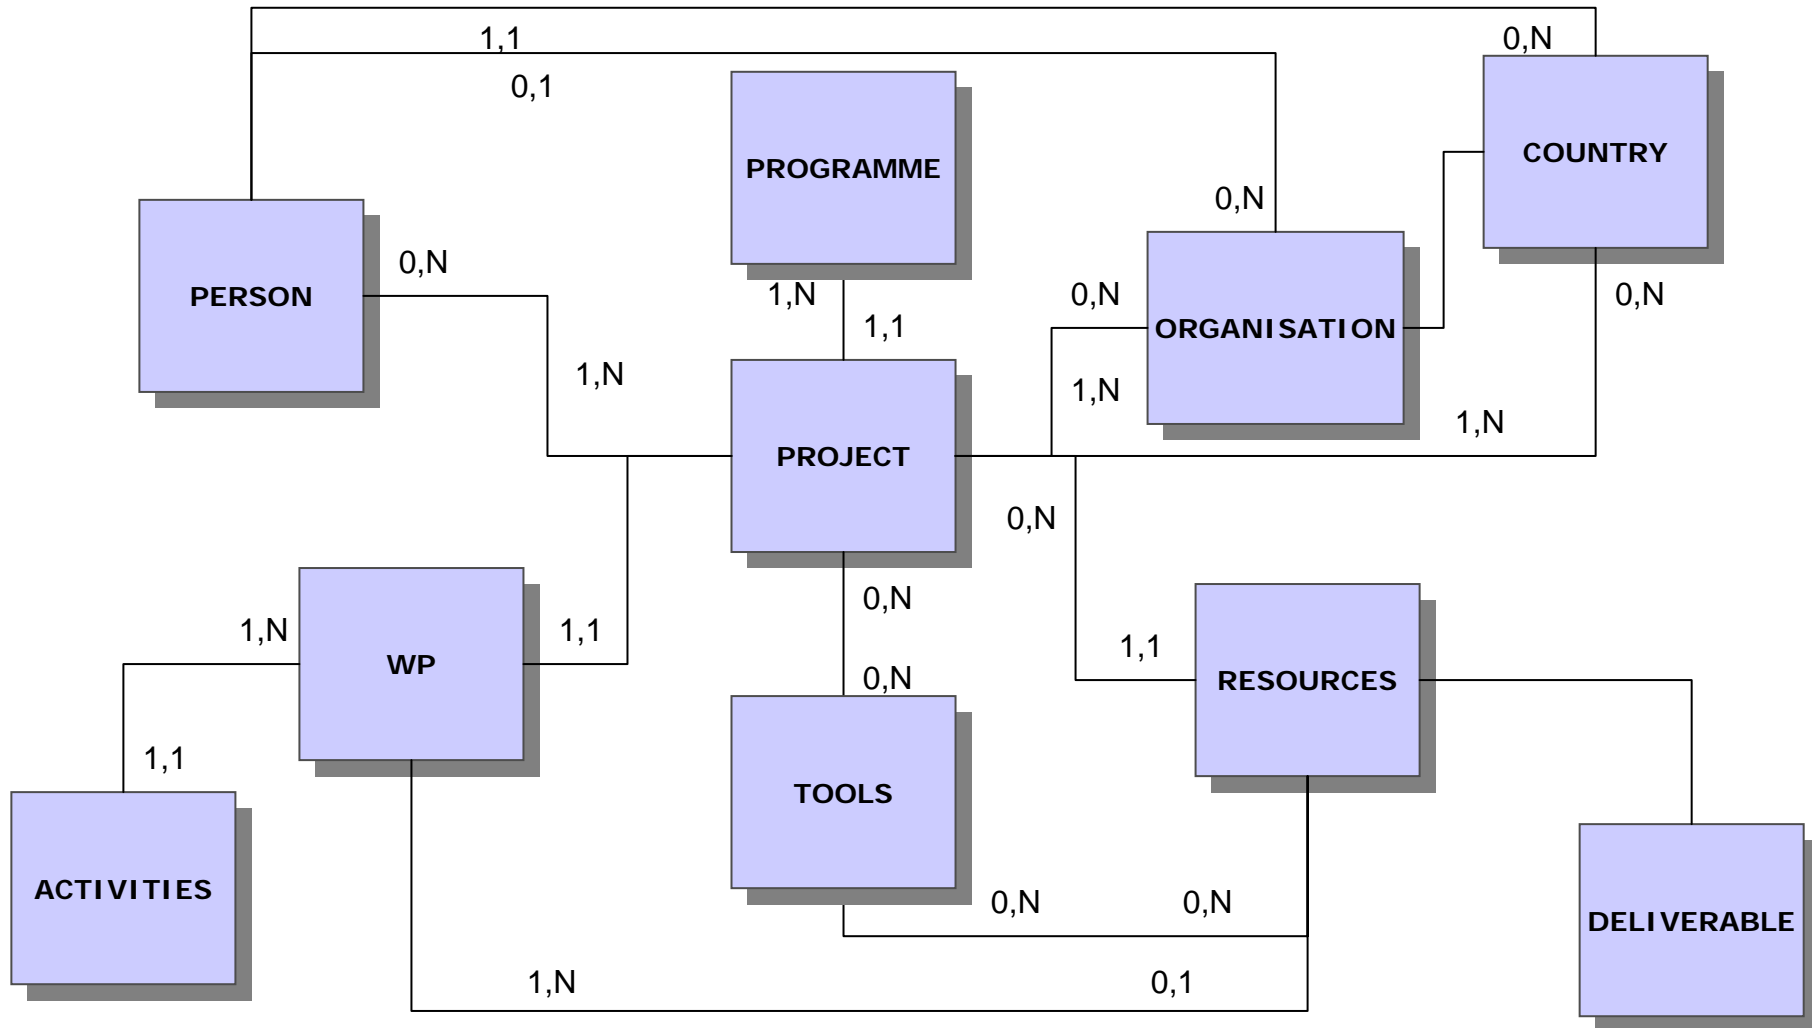 1,1
0,N
0,1
PROGRAMME
COUNTRY
0,N
0,N
PERSON
1,N
0,N
0,N
1,1
ORGANISATION
1,N
1,N
1,N
PROJECT
0,N
0,N
1,N
1,1
1,1
WP
0,N
RESOURCES
1,1
TOOLS
ACTIVITIES
0,N
0,N
DELIVERABLE
1,N
0,1